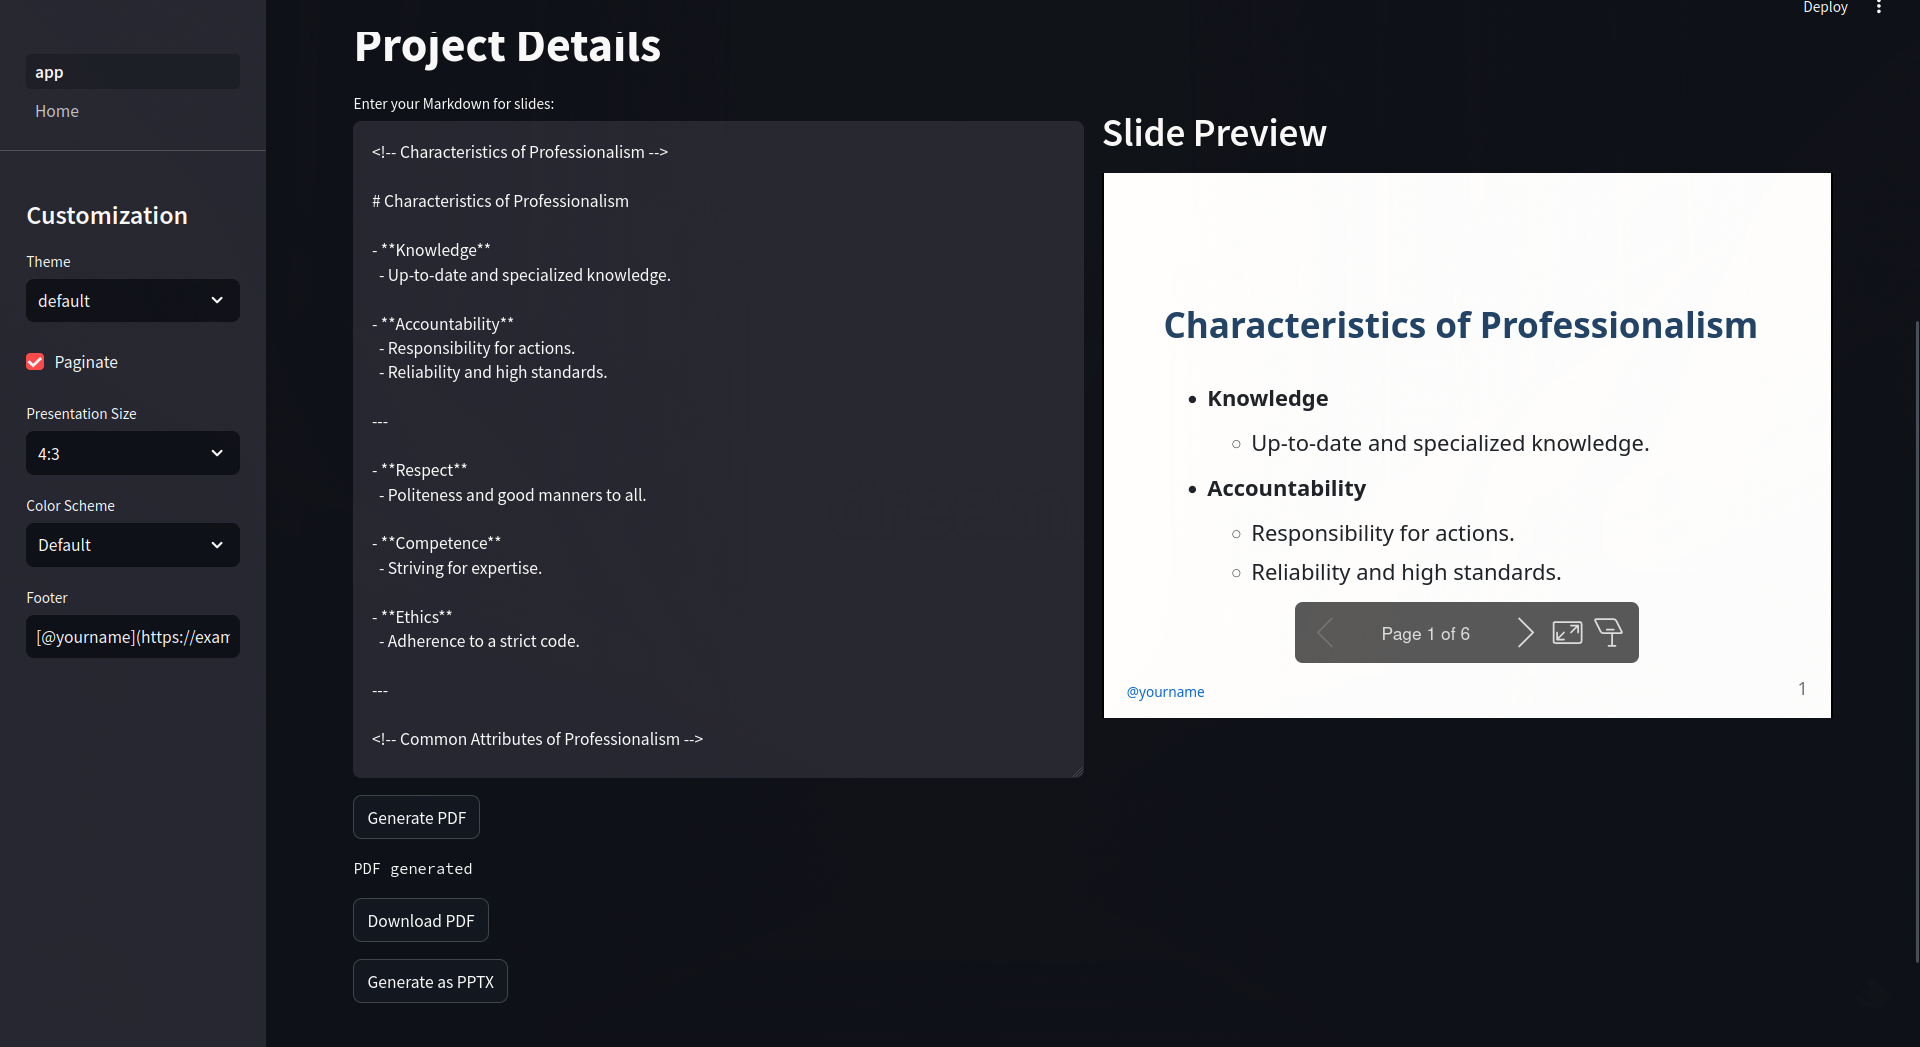 Deploy
app
Home
Customization
Theme
default
Paginate
Presentation Size
4:3
Color Scheme
Default
Footer
[@yourname](https://exam
Project Details
Enter your Markdown for slides:
<!-- Characteristics of Professionalism -->
# Characteristics of Professionalism
- **Knowledge**
- Up-to-date and specialized knowledge.
- **Accountability**
- Responsibility for actions.
- Reliability and high standards.
---
- **Respect**
- Politeness and good manners to all.
- **Competence**
- Striving for expertise.
- **Ethics**
- Adherence to a strict code.
---
<!-- Common Attributes of Professionalism -->
Generate PDF
PDF generated
Download PDF
Generate as PPTX
Slide Preview
Characteristics of Professionalism
• Knowledge
○ Up-to-date and specialized knowledge.
• Accountability
○ Responsibility for actions.
○ Reliability and high standards.
Page 1 of 6
@yourname
1